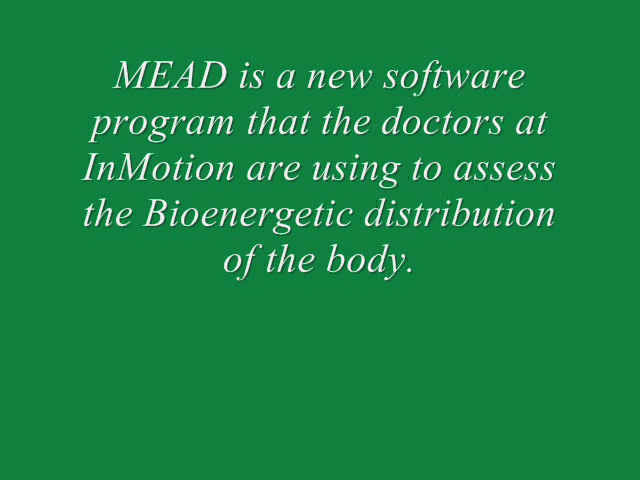 MEAD is a new software
program that the doctors at
InMotion are using to assess
the Bioenergetic distribution
of the body.